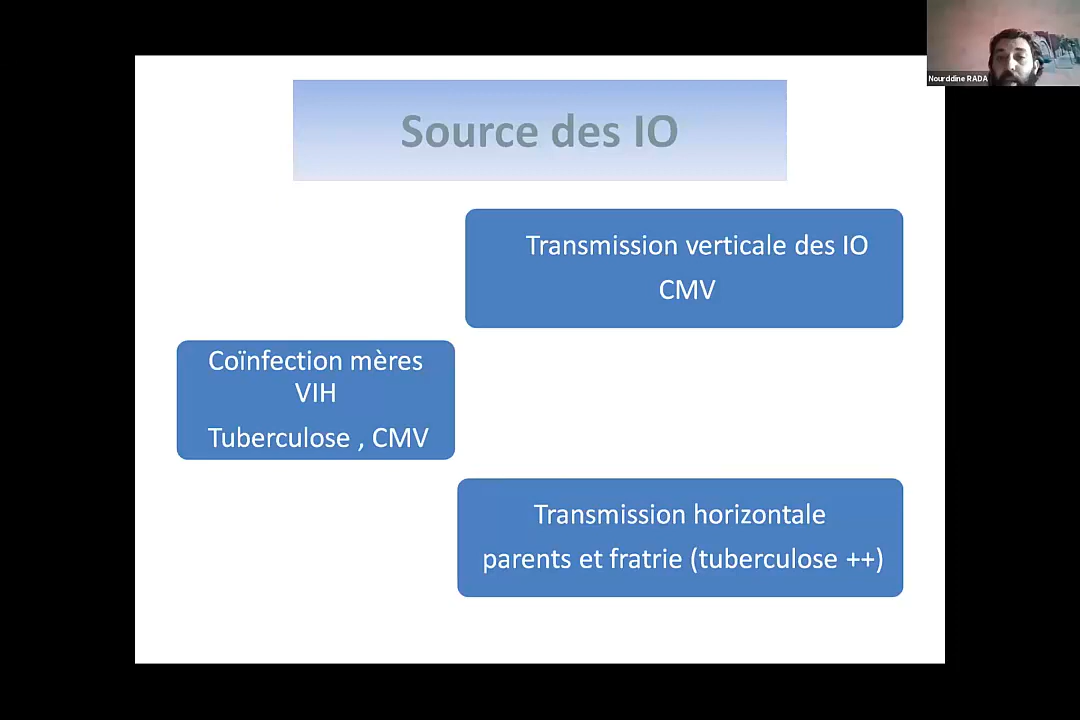 Nourddine RADA
Source des IO
Transmission verticale des IO
CMV
Coïnfection mères
VIH
Tuberculose , CMV
Transmission horizontale
parents et fratrie (tuberculose ++)